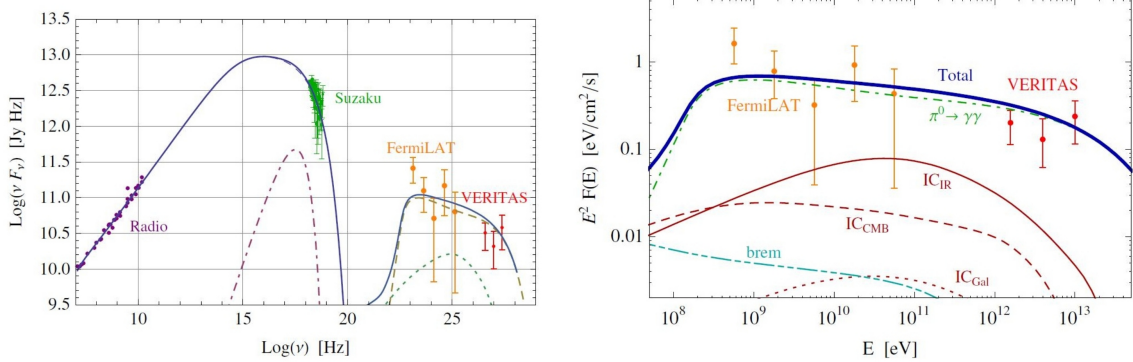 13.5
13.0
12.5
12.0
11.5
11.0
10.5
10.0
9.5
Log(ν Fν) [Jy Hz]
Suzaku
FermiLAT
VERITAS
Radio
10 15 20 25
Log(ν) [Hz]
1
0.1
0.01
E² F(E) [eV/cm²/s]
Total
VERITAS
FermiLAT
π⁰→ γγ
IC_IR
IC_CMB
brem
IC_Gal
10⁸ 10⁹ 10¹⁰ 10¹¹ 10¹² 10¹³
E [eV]